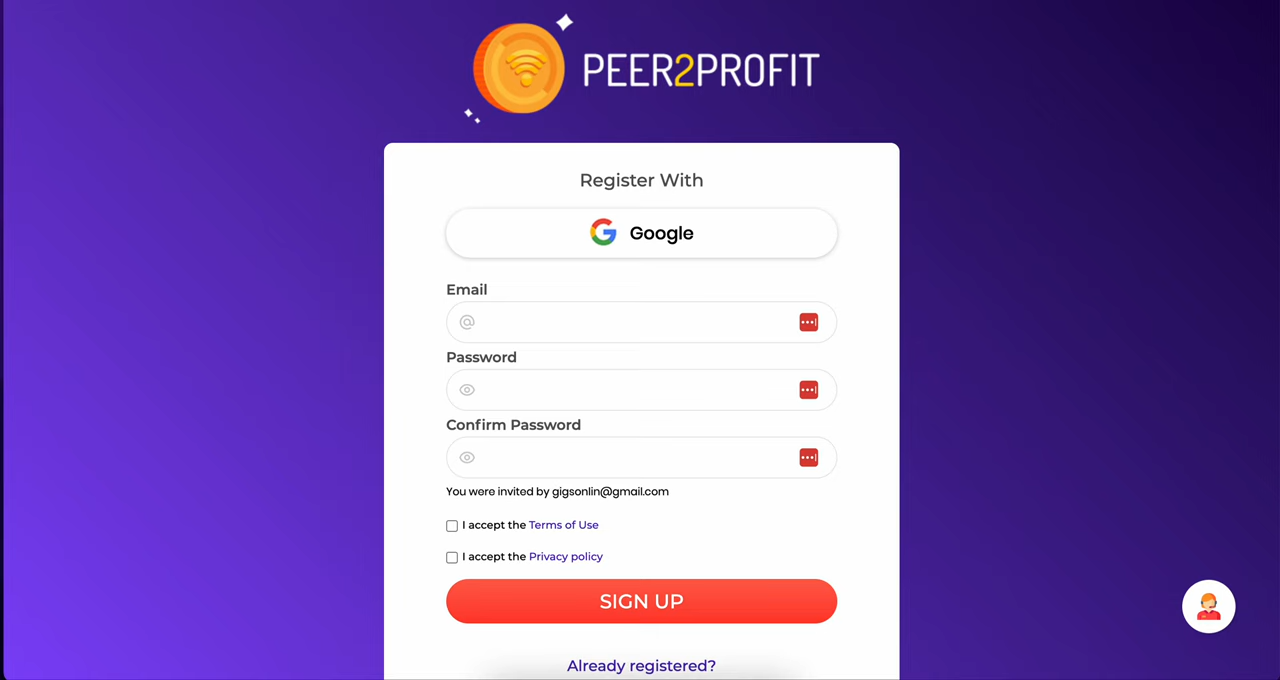 PEER2PROFIT
Register With
Google
Email
@
Password
Confirm Password
You were invited by gigsonlin@gmail.com
I accept the Terms of Use
I accept the Privacy policy
SIGN UP
Already registered?